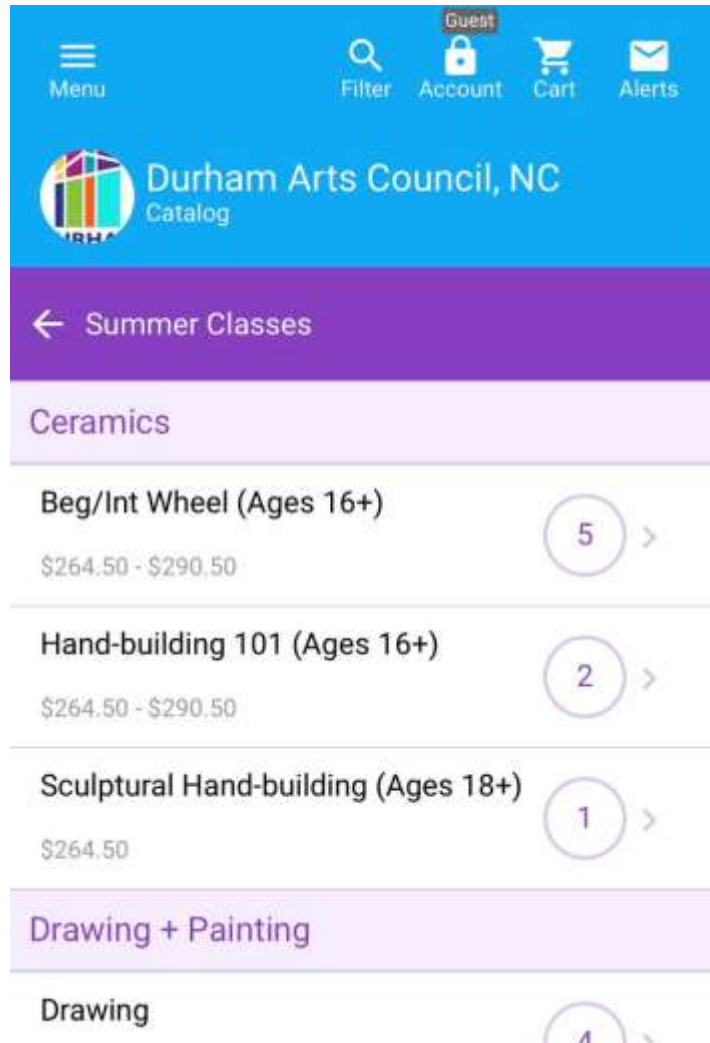 Guest
Menu
Filter
Account
Cart
Alerts
Durham Arts Council, NC
Catalog
Summer Classes
Ceramics
Beg/Int Wheel (Ages 16+)
5
$264.50 - $290.50
Hand-building 101 (Ages 16+)
2
$264.50 - $290.50
Sculptural Hand-building (Ages 18+)
1
$264.50
Drawing + Painting
Drawing
4